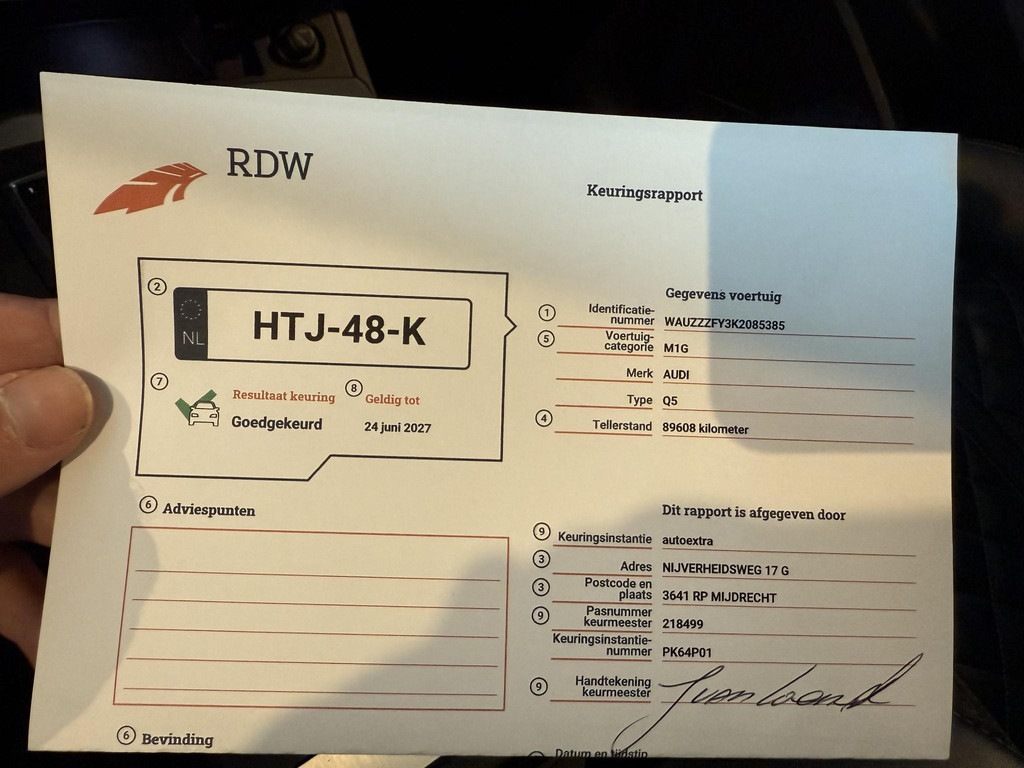 RDW
Keuringsrapport
2
NL
HTJ-48-K
7
Resultaat keuring
Goedgekeurd
8
Geldig tot
24 juni 2027
Gegevens voertuig
1 Identificatie-
nummer WAUZZZFY3K2085385
5 Voertuig-
categorie M1G
Merk AUDI
Type Q5
4 Tellerstand 89608 kilometer
6 Adviespunten
Dit rapport is afgegeven door
9 Keuringsinstantie autoextra
3 Adres NIJVERHEIDSWEG 17 G
3 Postcode en
plaats 3641 RP MIJDRECHT
9 Pasnummer
keurmeester 218499
Keuringsinstantie-
nummer PK64P01
9 Handtekening
keurmeester
6 Bevinding
Datum en tijdstip